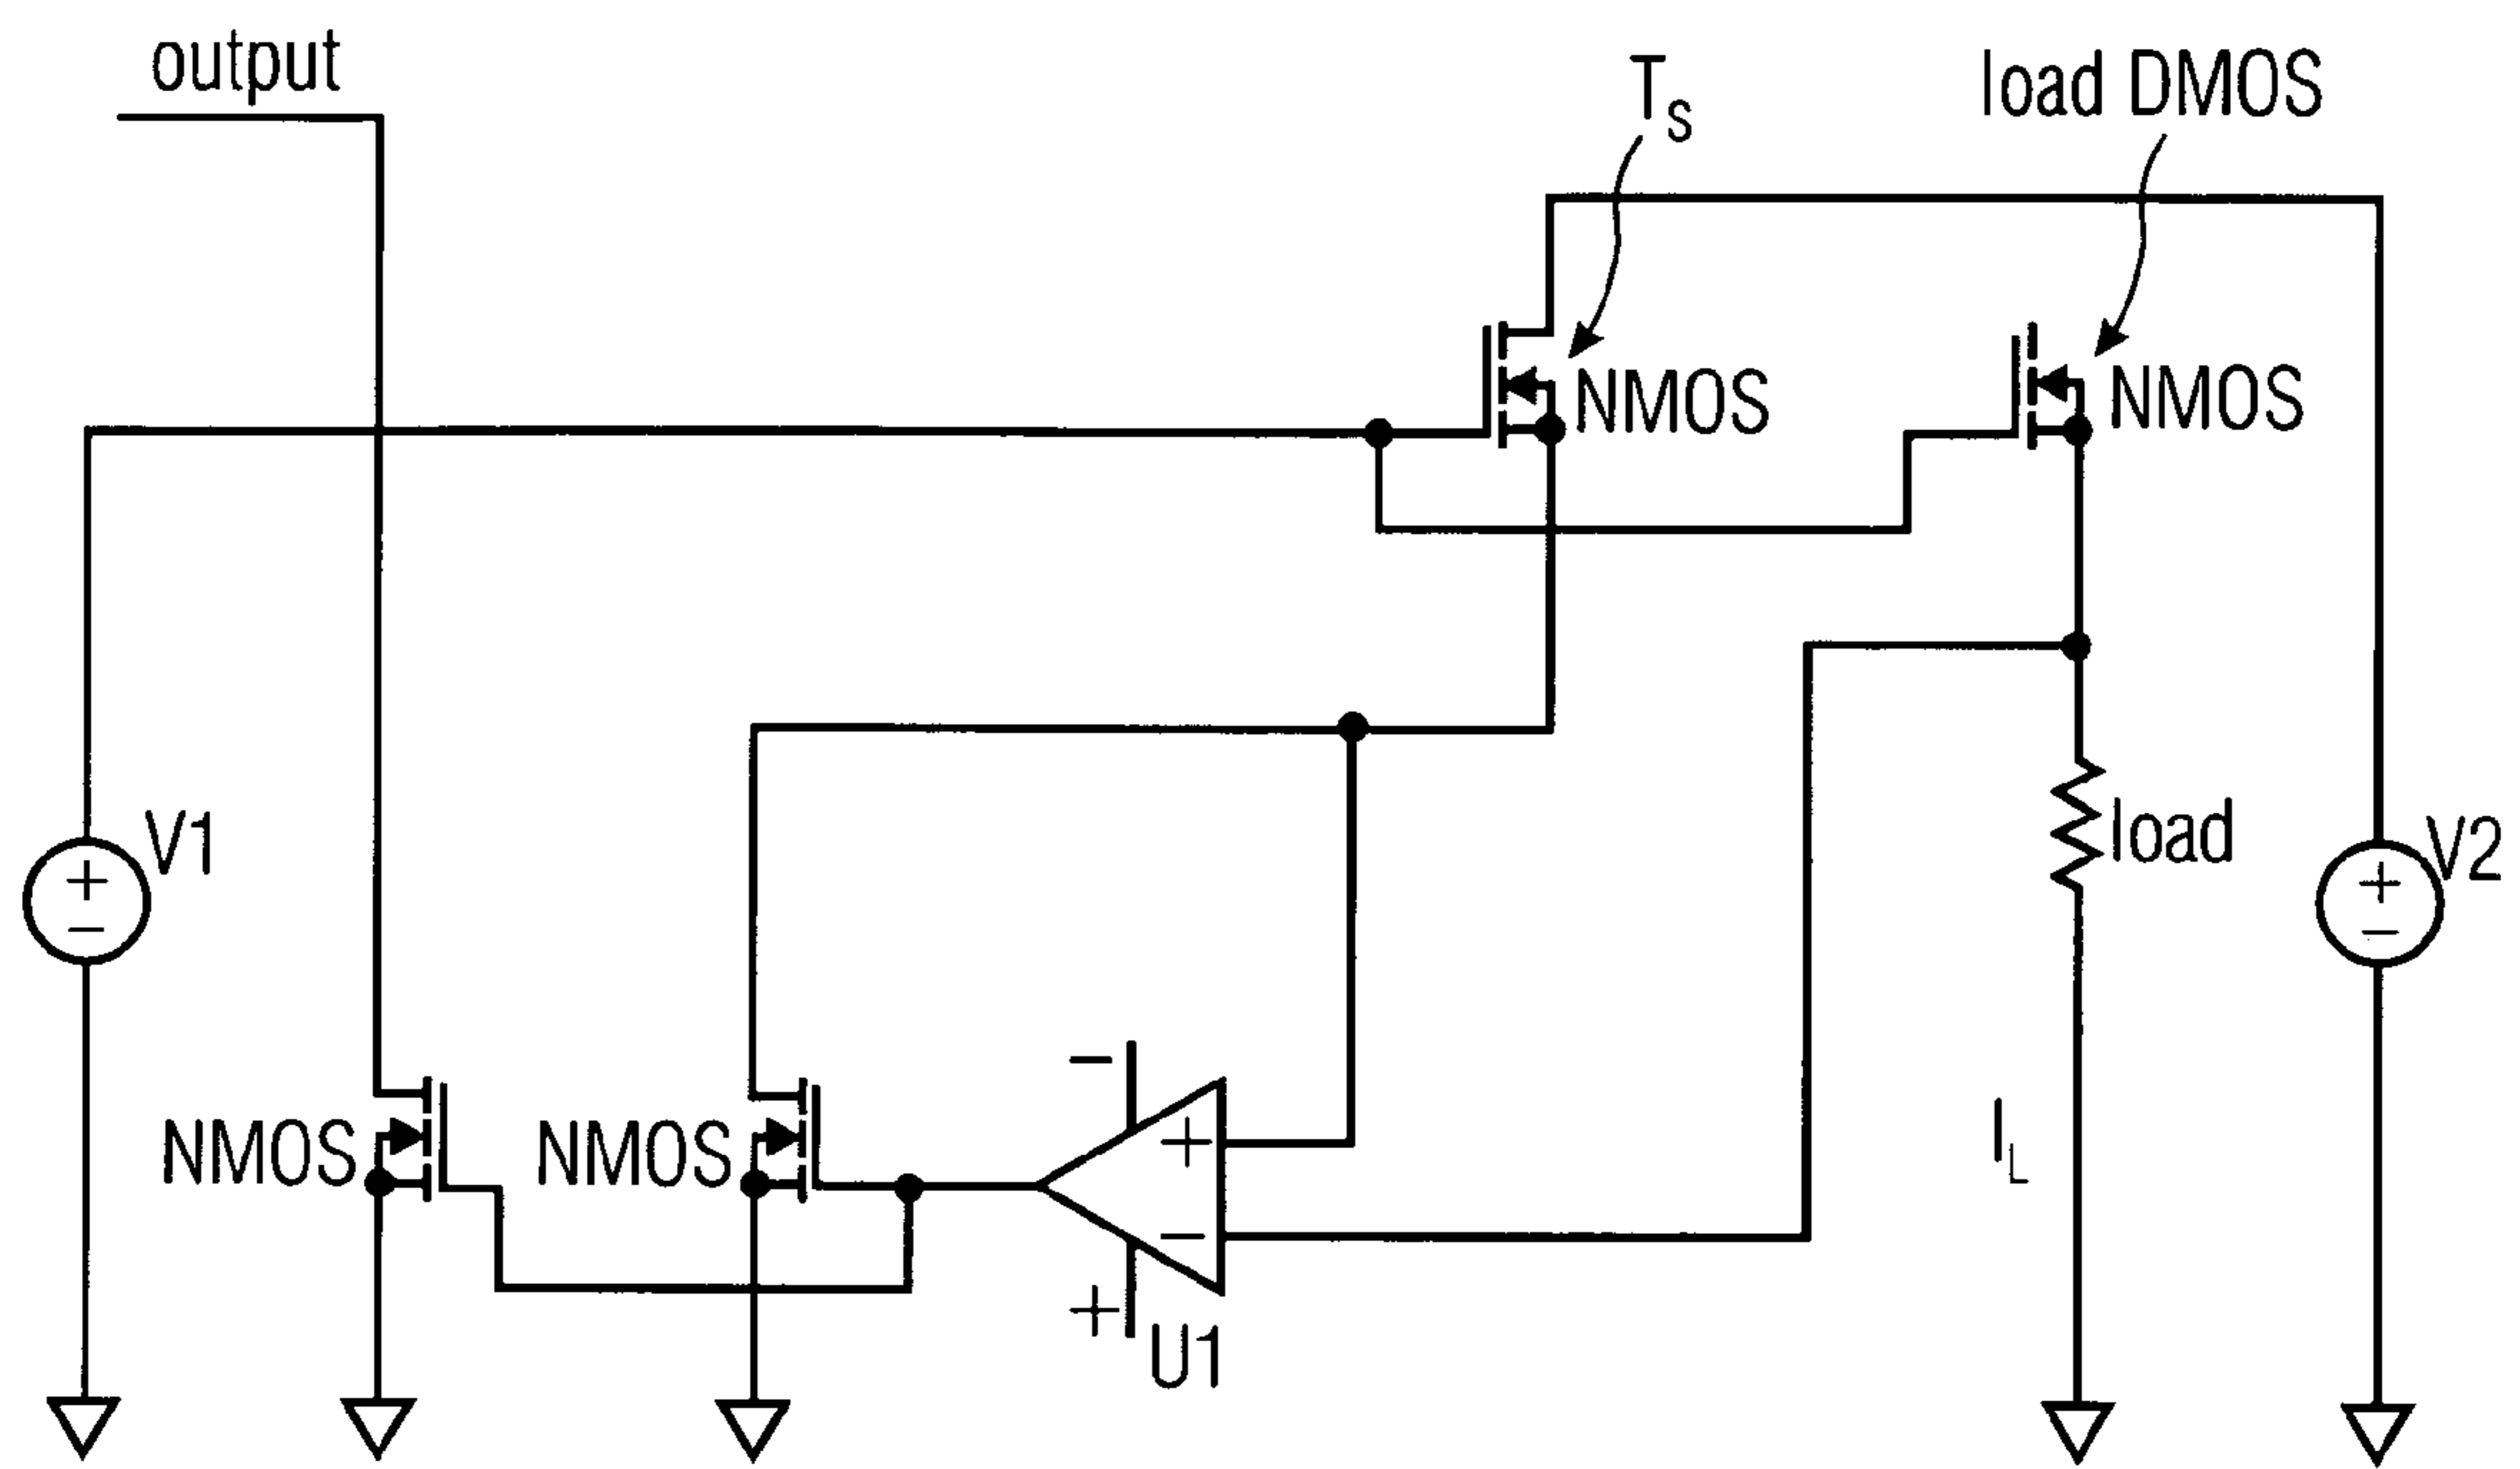 output
T_S
load DMOS
NMOS
NMOS
V1
+
−
load
V2
+
−
−
NMOS
NMOS
+
−
+
U1
I_L